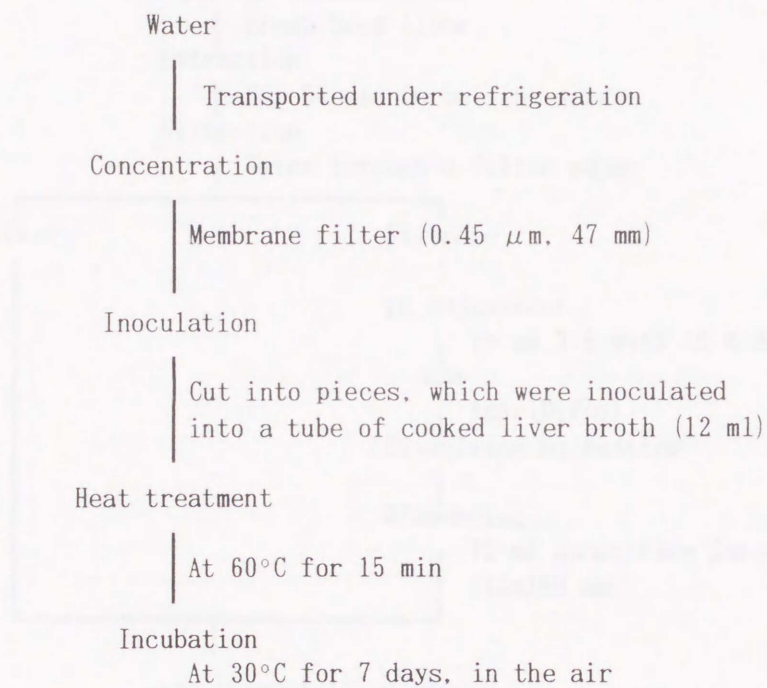 Water
Transported under refrigeration
Concentration
Membrane filter (0.45 μm, 47 mm)
Inoculation
Cut into pieces, which were inoculated
into a tube of cooked liver broth (12 ml)
Heat treatment
At 60°C for 15 min
Incubation
At 30°C for 7 days, in the air